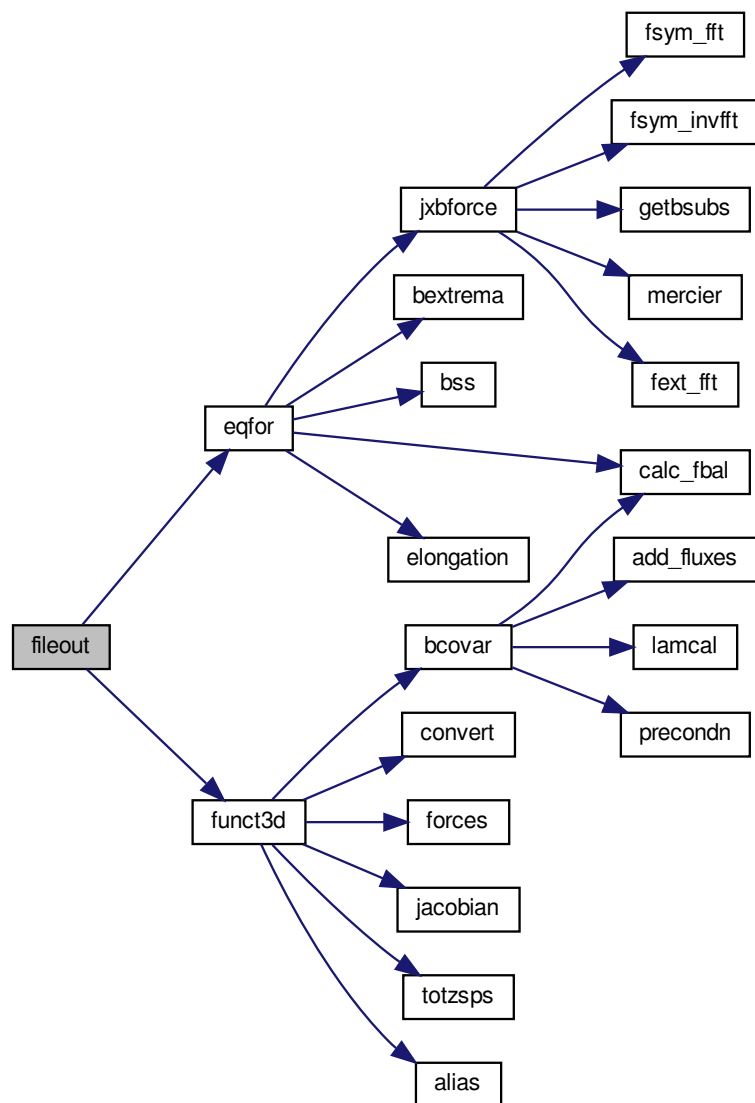 fsym_fft
fsym_invfft
jxbforce
getbsubs
mercier
bextrema
fext_fft
bss
eqfor
calc_fbal
elongation
add_fluxes
fileout
bcovar
lamcal
convert
precondn
funct3d
forces
jacobian
totzsps
alias